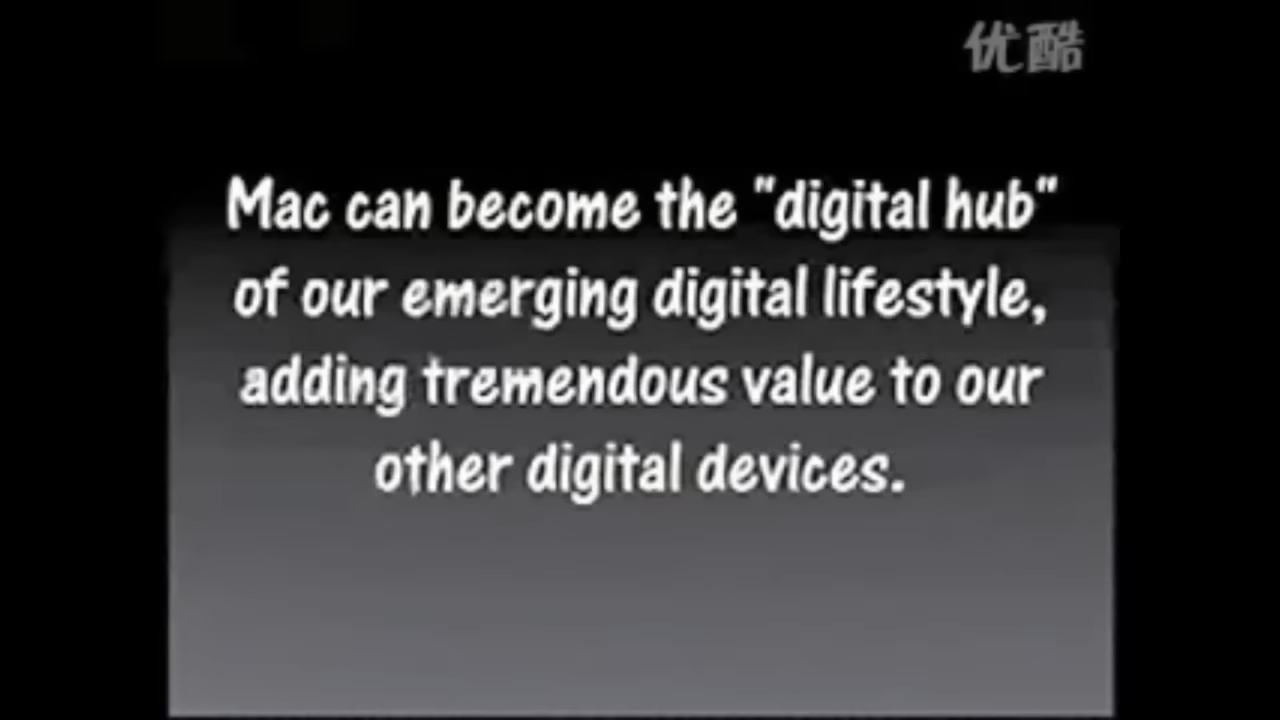 优酷
Mac can become the "digital hub"
of our emerging digital lifestyle,
adding tremendous value to our
other digital devices.